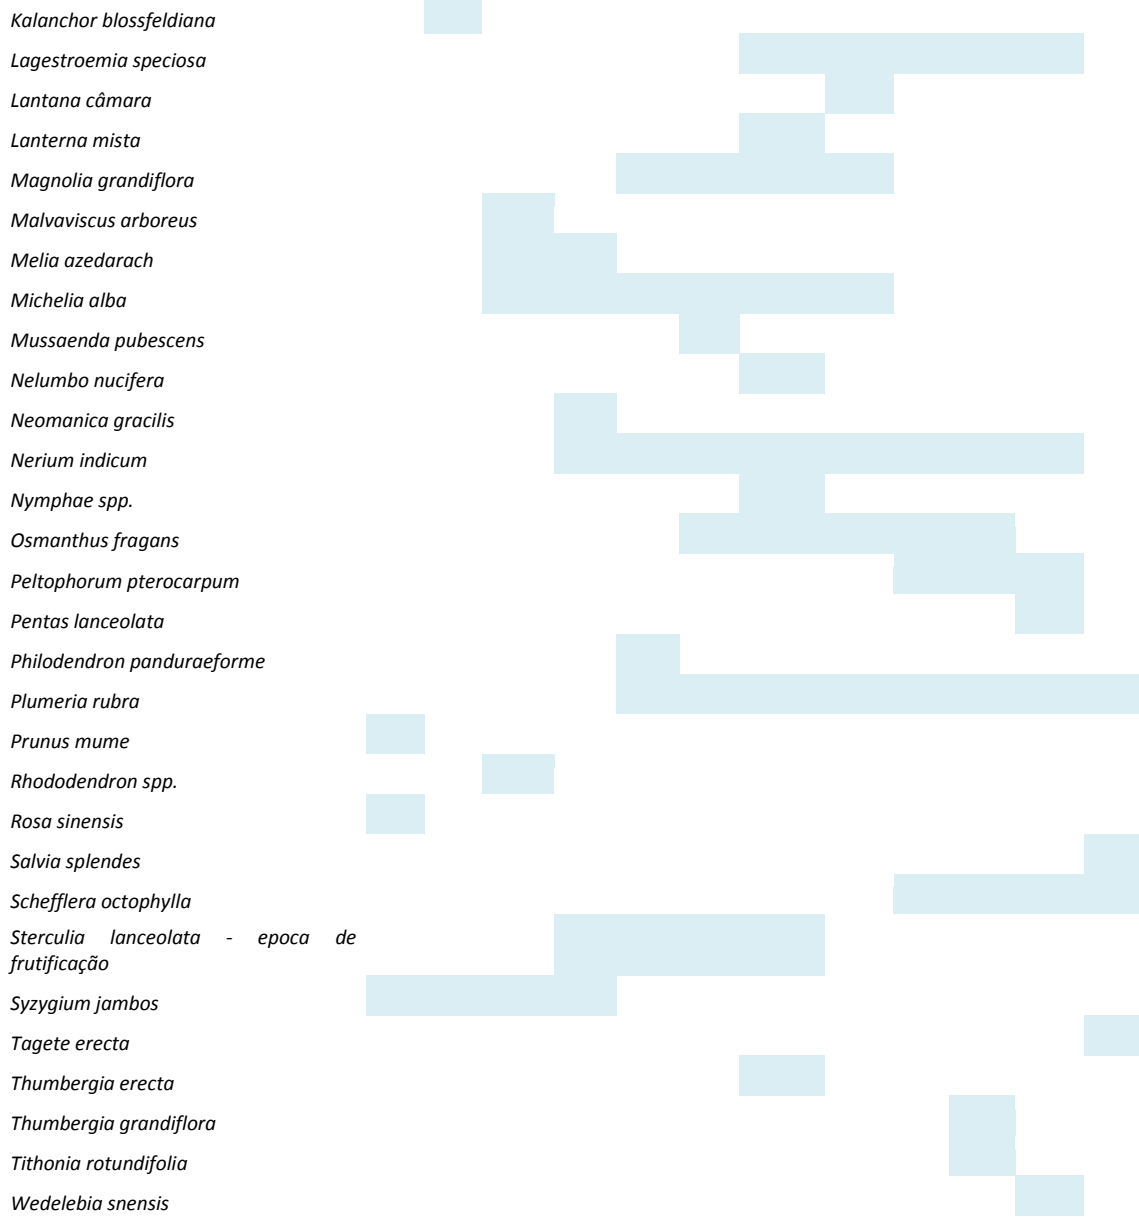 Kalanchor blossfeldiana
Lagestroemia speciosa
Lantana câmara
Lanterna mista
Magnolia grandiflora
Malvaviscus arboreus
Melia azedarach
Michelia alba
Mussaenda pubescens
Nelumbo nucifera
Neomanica gracilis
Nerium indicum
Nymphae spp.
Osmanthus fragans
Peltophorum pterocarpum
Pentas lanceolata
Philodendron panduraeforme
Plumeria rubra
Prunus mume
Rhododendron spp.
Rosa sinensis
Salvia splendes
Schefflera octophylla
Sterculia lanceolata - epoca de
frutificação
Syzygium jambos
Tagete erecta
Thumbergia erecta
Thumbergia grandiflora
Tithonia rotundifolia
Wedelebia snensis